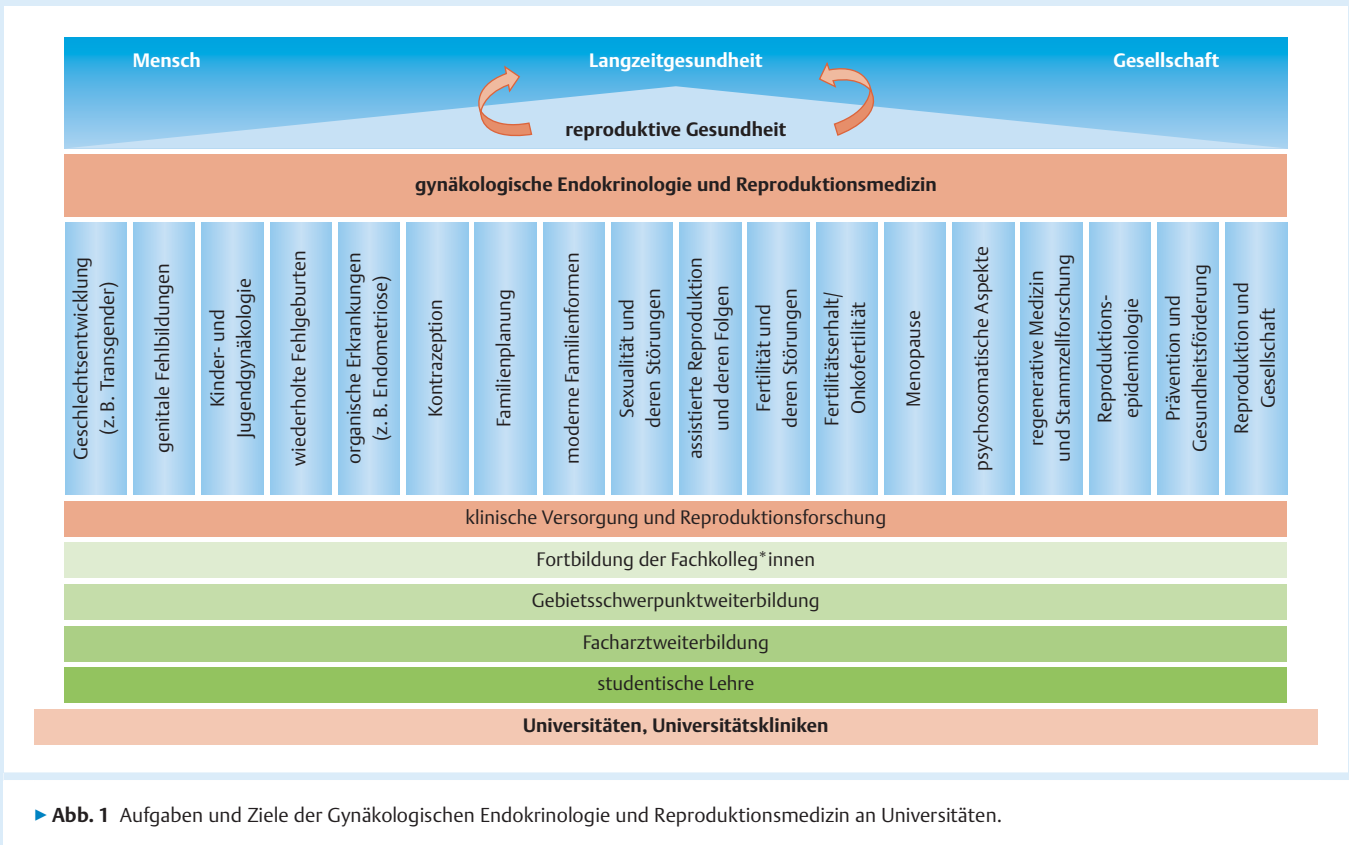 Mensch
Langzeitgesundheit
Gesellschaft
reproduktive Gesundheit
gynäkologische Endokrinologie und Reproduktionsmedizin
Geschlechtsentwicklung
(z. B. Transgender)
genitale Fehlbildungen
Kinder- und
Jugendgynäkologie
wiederholte Fehlgeburten
organische Erkrankungen
(z. B. Endometriose)
Kontrazeption
Familienplanung
moderne Familienformen
Sexualität und
deren Störungen
assistierte Reproduktion
und deren Folgen
Fertilität und
deren Störungen
Fertilitätserhalt/
Onkofertilität
Menopause
psychosomatische Aspekte
regenerative Medizin
und Stammzellforschung
Reproduktions-
epidemiologie
Prävention und
Gesundheitsförderung
Reproduktion und
Gesellschaft
klinische Versorgung und Reproduktionsforschung
Fortbildung der Fachkolleg*innen
Gebietsschwerpunktweiterbildung
Facharztweiterbildung
studentische Lehre
Universitäten, Universitätskliniken
▶ Abb. 1 Aufgaben und Ziele der Gynäkologischen Endokrinologie und Reproduktionsmedizin an Universitäten.